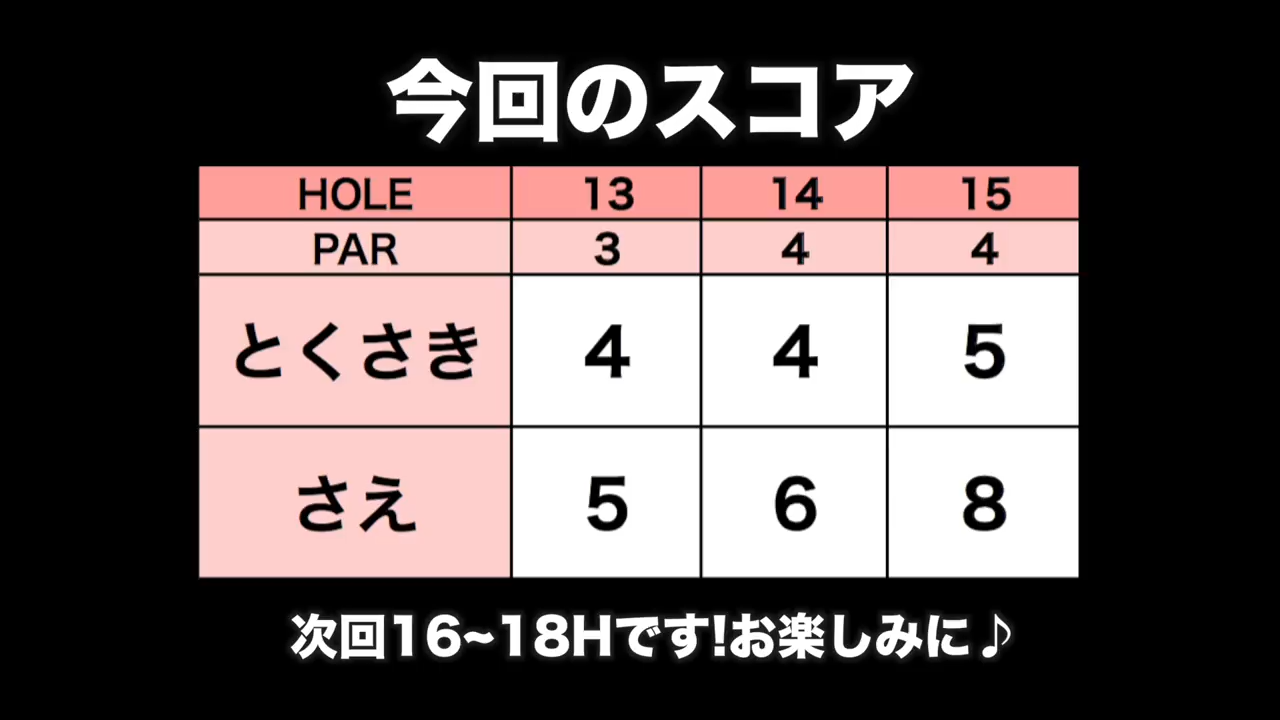 今回のスコア
HOLE 13 14 15
PAR 3 4 4
とくさき 4 4 5
さえ 5 6 8
次回16~18Hです!お楽しみに♪